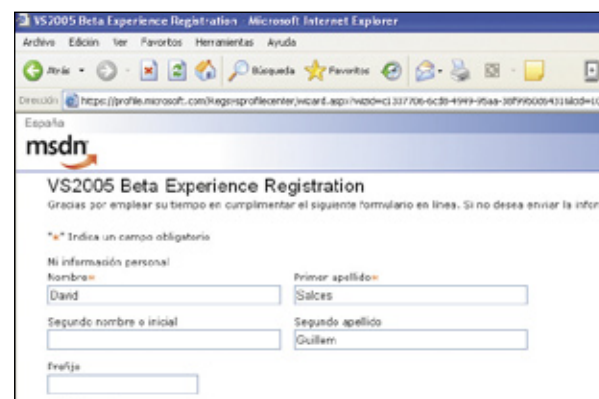 VS2005 Beta Experience Registration - Microsoft Internet Explorer
Archivo Edición Ver Favoritos Herramientas Ayuda
Atrás Búsqueda Favoritos
Dirección
España
msdn
VS2005 Beta Experience Registration
Gracias por emplear su tiempo en cumplimentar el siguiente formulario en línea. Si no desea enviar la infor
"*" Indica un campo obligatorio
Mi información personal
Nombre* Primer apellido*
David Salces
Segundo nombre o inicial Segundo apellido
Guillem
Prefijo